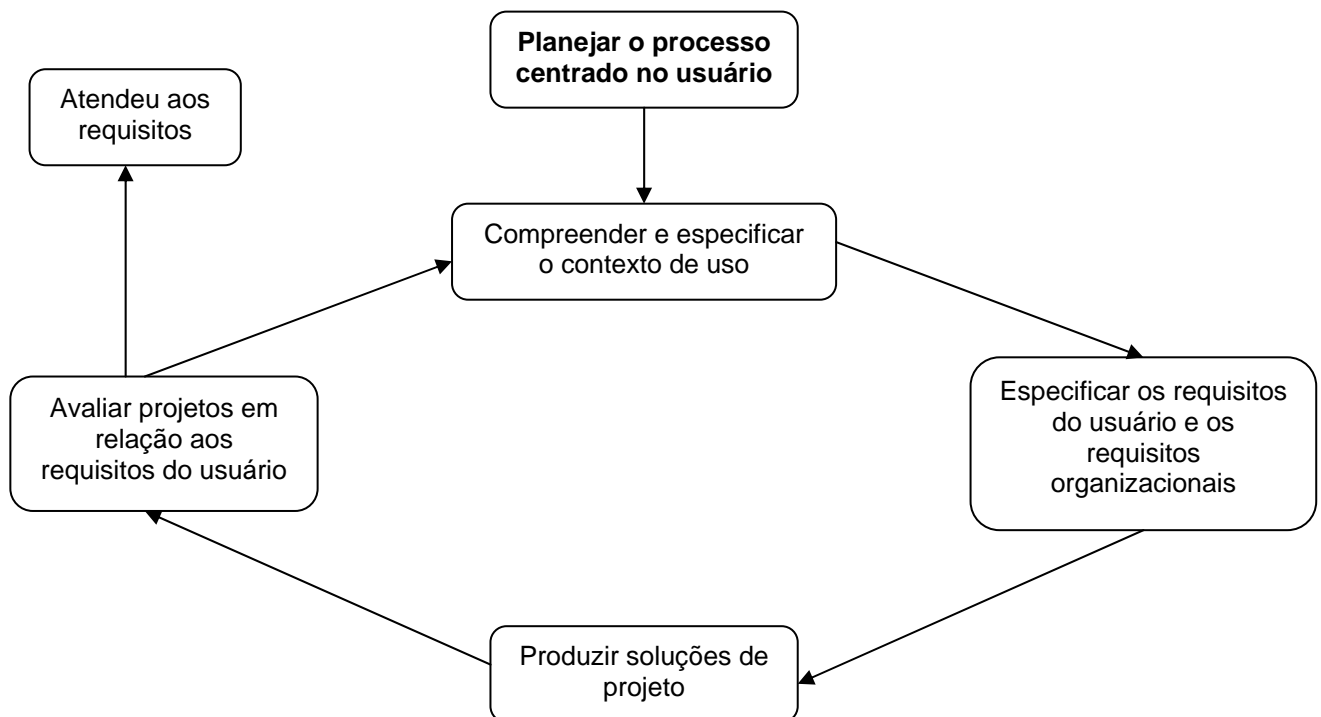 Planejar o processo
centrado no usuário
Atendeu aos
requisitos
Compreender e especificar
o contexto de uso
Avaliar projetos em
relação aos
requisitos do usuário
Especificar os requisitos
do usuário e os
requisitos
organizacionais
Produzir soluções de
projeto